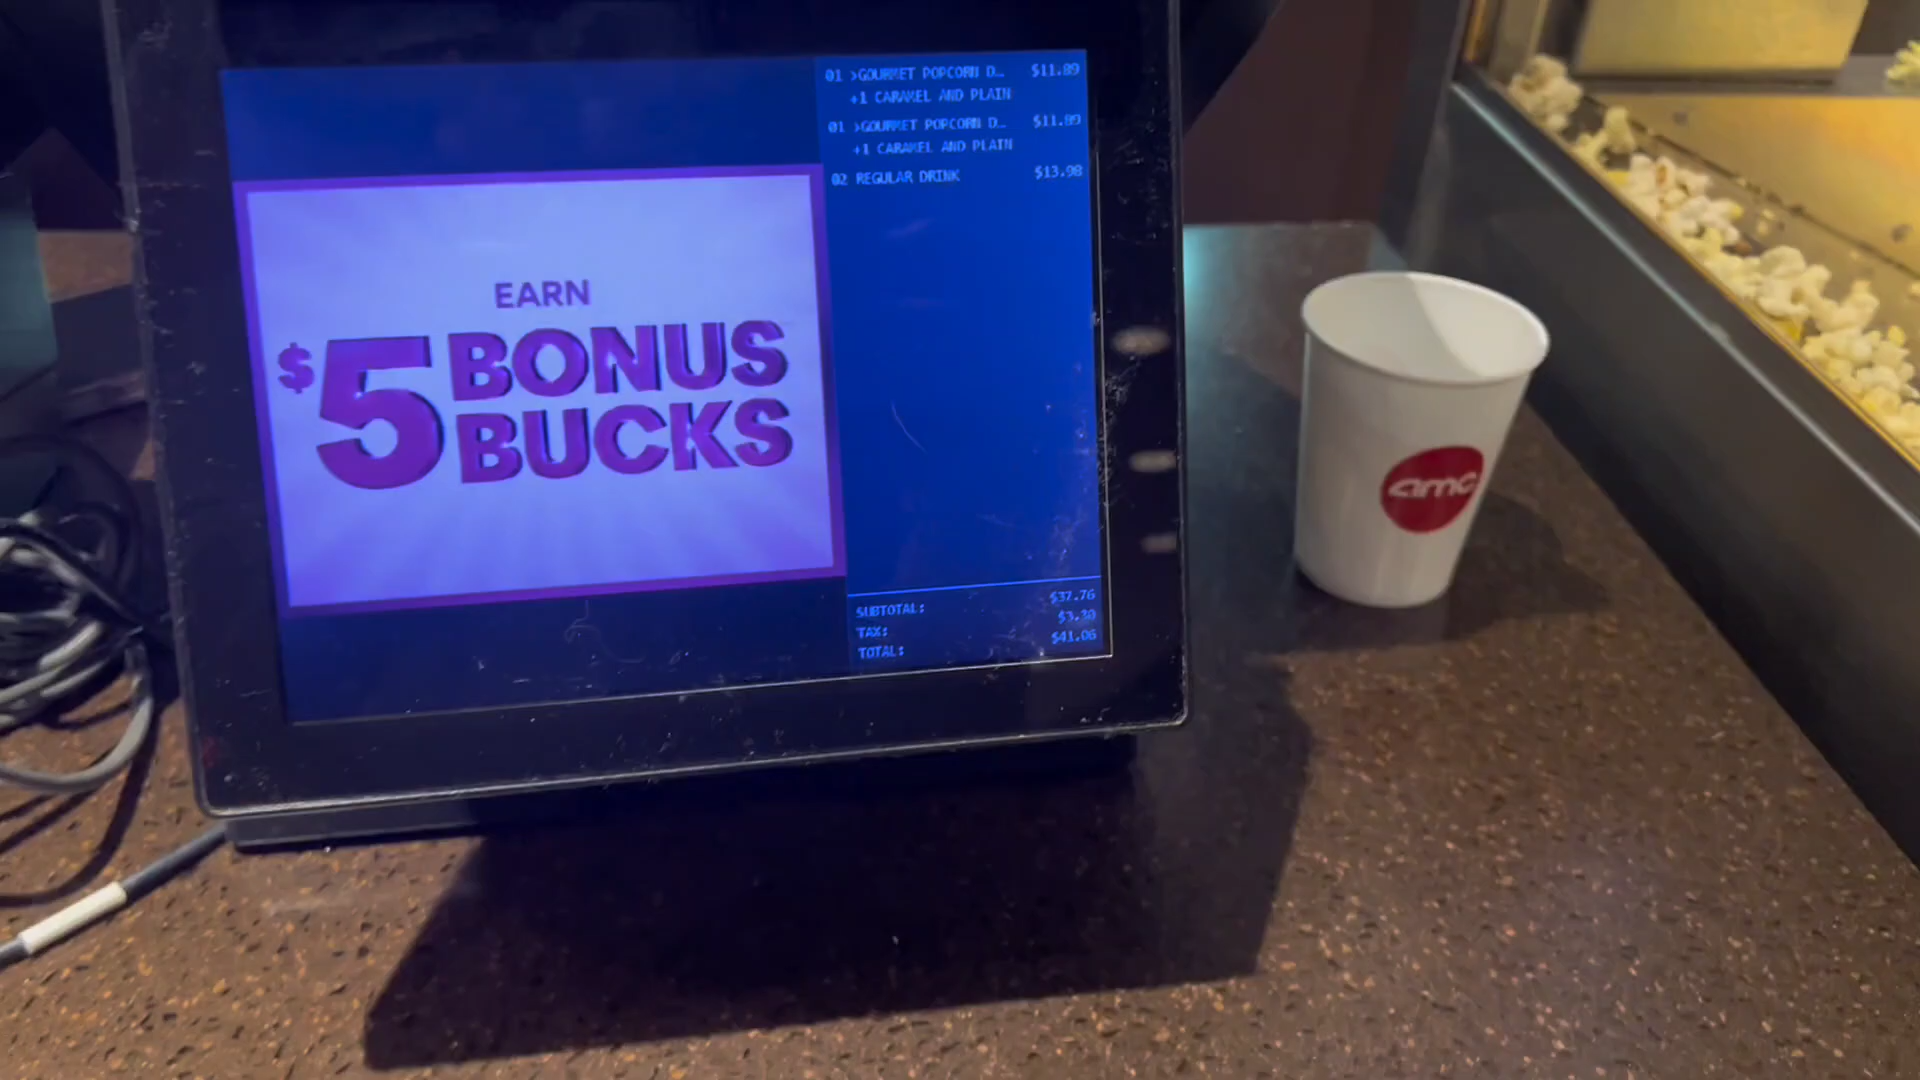 EARN
$5 BONUS
BUCKS
01 >GOURMET POPCORN D… $11.89
+1 CARAMEL AND PLAIN
01 >GOURMET POPCORN D… $11.89
+1 CARAMEL AND PLAIN
02 REGULAR DRINK $13.98
SUBTOTAL: $37.76
TAX: $3.30
TOTAL: $41.06
amc